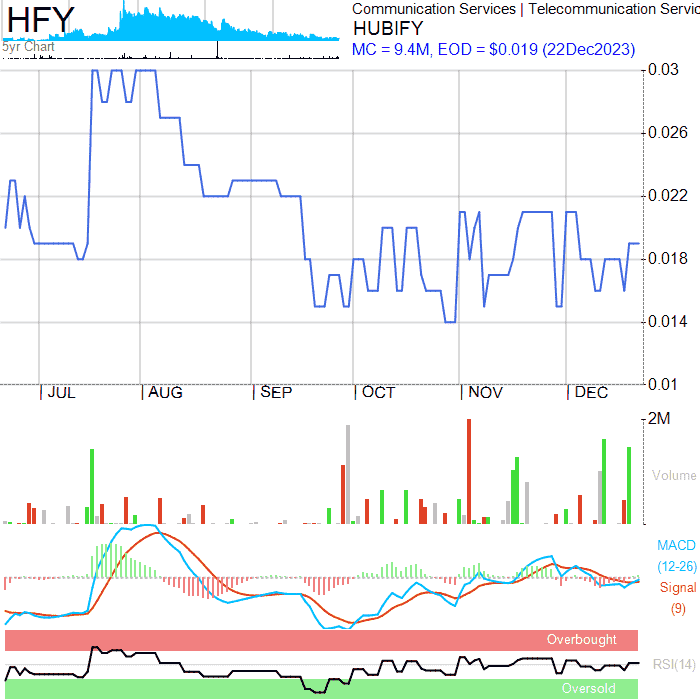 HFY
5yr Chart
Communication Services | Telecommunication Servic
HUBIFY
MC = 9.4M, EOD = $0.019 (22Dec2023)
0.03
0.026
0.022
0.018
0.014
0.01
JUL AUG SEP OCT NOV DEC
2M
Volume
MACD
(12-26)
Signal
(9)
Overbought
RSI(14)
Oversold